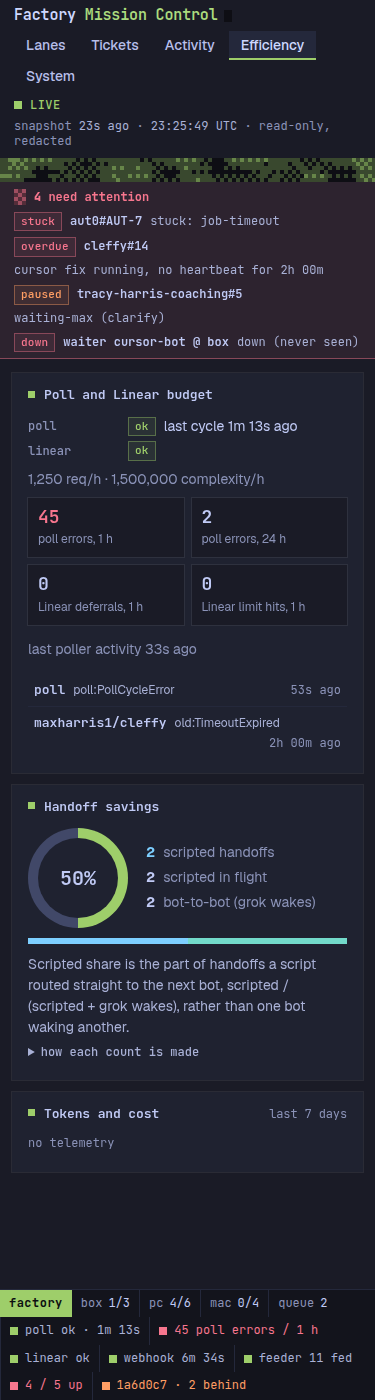 Factory Mission Control
Lanes Tickets Activity Efficiency
System
LIVE
snapshot 23s ago · 23:25:49 UTC · read-only,
redacted
4 need attention
stuck aut0#AUT-7 stuck: job-timeout
overdue cleffy#14
cursor fix running, no heartbeat for 2h 00m
paused tracy-harris-coaching#5
waiting-max (clarify)
down waiter cursor-bot @ box down (never seen)
Poll and Linear budget
poll ok last cycle 1m 13s ago
linear ok
1,250 req/h · 1,500,000 complexity/h
45 2
poll errors, 1 h poll errors, 24 h
0 0
Linear deferrals, 1 h Linear limit hits, 1 h
last poller activity 33s ago
poll poll:PollCycleError 53s ago
maxharris1/cleffy old:TimeoutExpired
2h 00m ago
Handoff savings
50%
2 scripted handoffs
2 scripted in flight
2 bot-to-bot (grok wakes)
Scripted share is the part of handoffs a script
routed straight to the next bot, scripted /
(scripted + grok wakes), rather than one bot
waking another.
how each count is made
Tokens and cost last 7 days
no telemetry
factory box 1/3 pc 4/6 mac 0/4 queue 2
poll ok · 1m 13s 45 poll errors / 1 h
linear ok webhook 6m 34s feeder 11 fed
4 / 5 up 1a6d0c7 · 2 behind